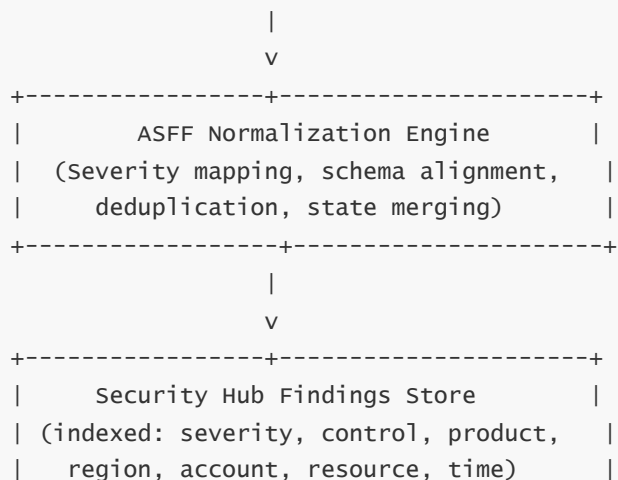 |
                  v
+-----------------+----------------------+
|        ASFF Normalization Engine       |
|  (Severity mapping, schema alignment,   |
|     deduplication, state merging)       |
+------------------+----------------------+
                  |
                  v
+-----------------+---------------------+
|     Security Hub Findings Store        |
| (indexed: severity, control, product,   |
|   region, account, resource, time)     |